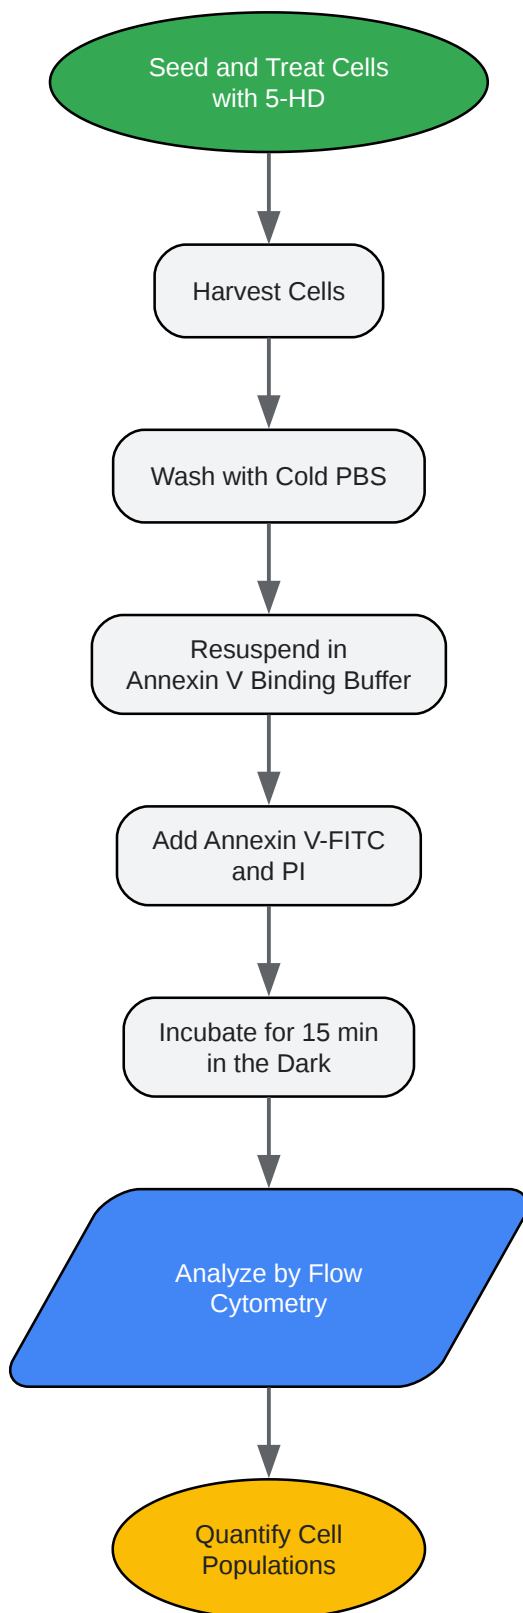 Seed and Treat Cells
with 5-HD
Harvest Cells
Wash with Cold PBS
Resuspend in
Annexin V Binding Buffer
Add Annexin V-FITC
and PI
Incubate for 15 min
in the Dark
Analyze by Flow
Cytometry
Quantify Cell
Populations